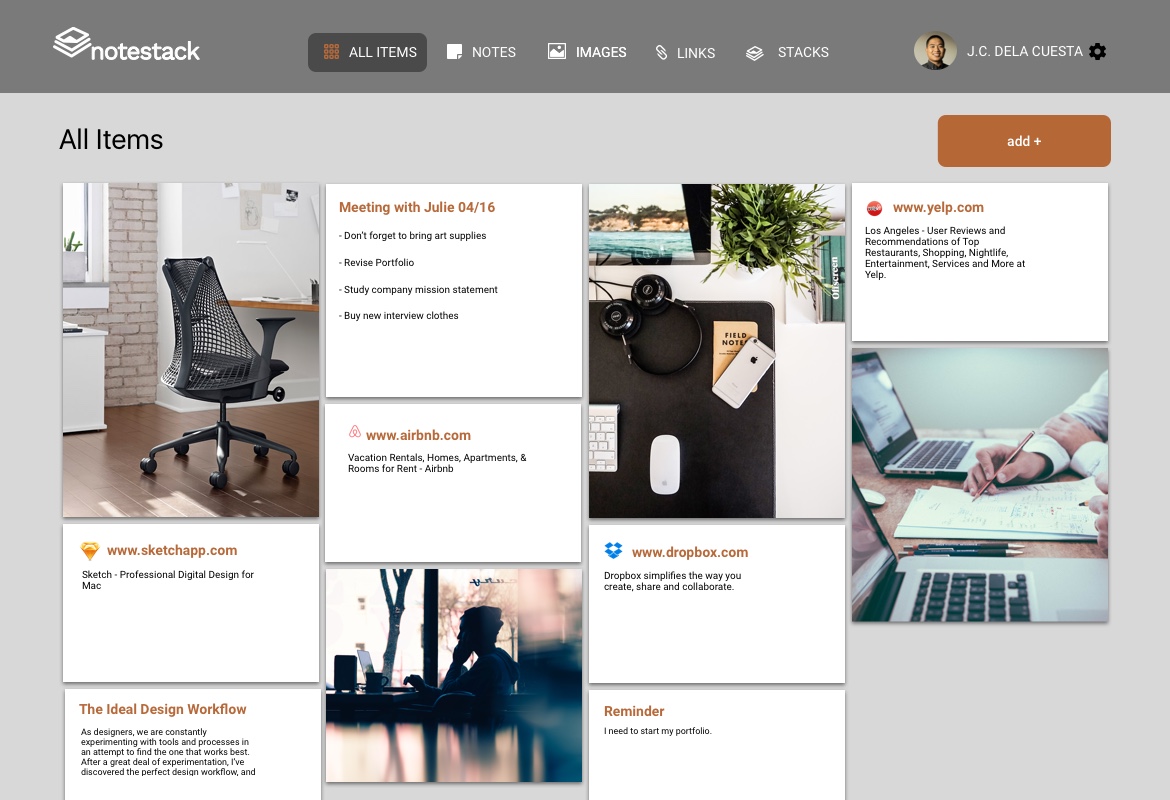 notestack
ALL ITEMS
NOTES
IMAGES
LINKS
STACKS
J.C. DELA CUESTA
All Items
add +
Meeting with Julie 04/16
- Don't forget to bring art supplies
- Revise Portfolio
- Study company mission statement
- Buy new interview clothes
www.airbnb.com
Vacation Rentals, Homes, Apartments, &
Rooms for Rent - Airbnb
offscreen
FIELD
NOTES
www.yelp.com
Los Angeles - User Reviews and
Recommendations of Top
Restaurants, Shopping, Nightlife,
Entertainment, Services and More at
Yelp.
www.sketchapp.com
Sketch - Professional Digital Design for
Mac
www.dropbox.com
Dropbox simplifies the way you
create, share and collaborate.
The Ideal Design Workflow
As designers, we are constantly
experimenting with tools and processes in
an attempt to find the one that works best.
After a great deal of experimentation, I've
discovered the perfect design workflow, and
Reminder
I need to start my portfolio.